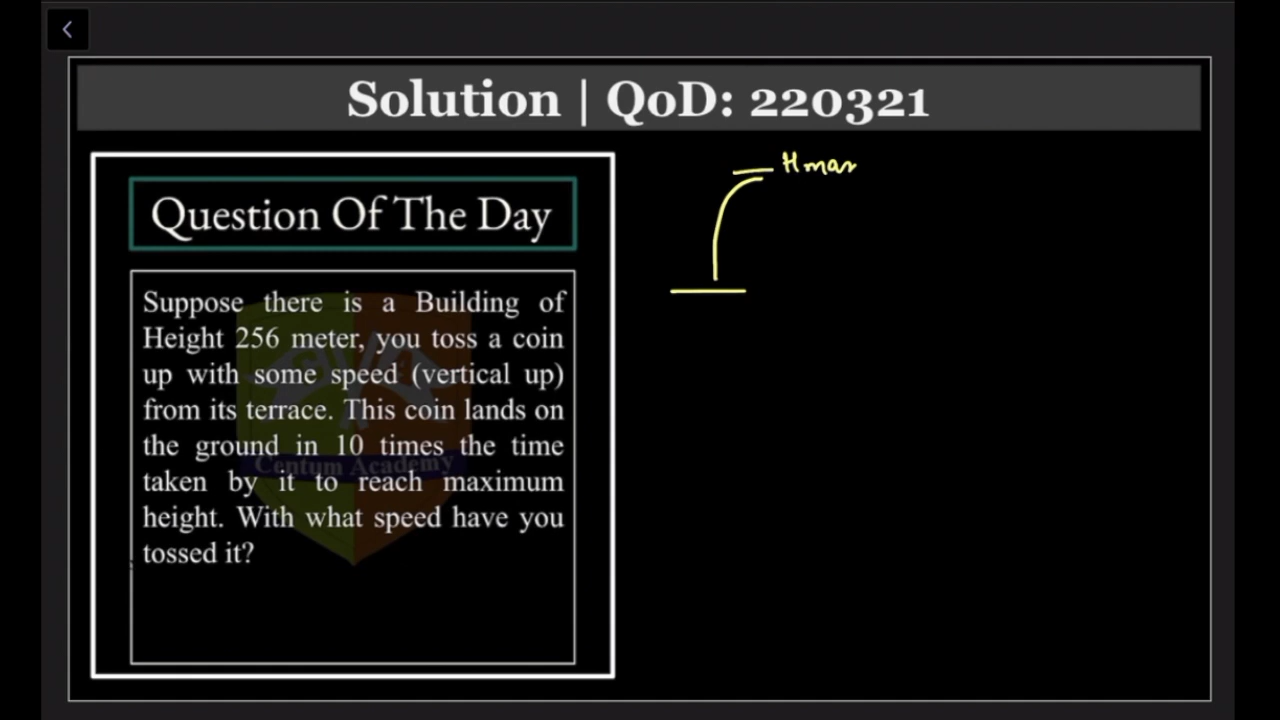 Solution | QoD: 220321
Hmax
Question Of The Day
Suppose there is a Building of
Height 256 meter, you toss a coin
up with some speed (vertical up)
from its terrace. This coin lands on
the ground in 10 times the time
Centum Academy
taken by it to reach maximum
height. With what speed have you
tossed it?